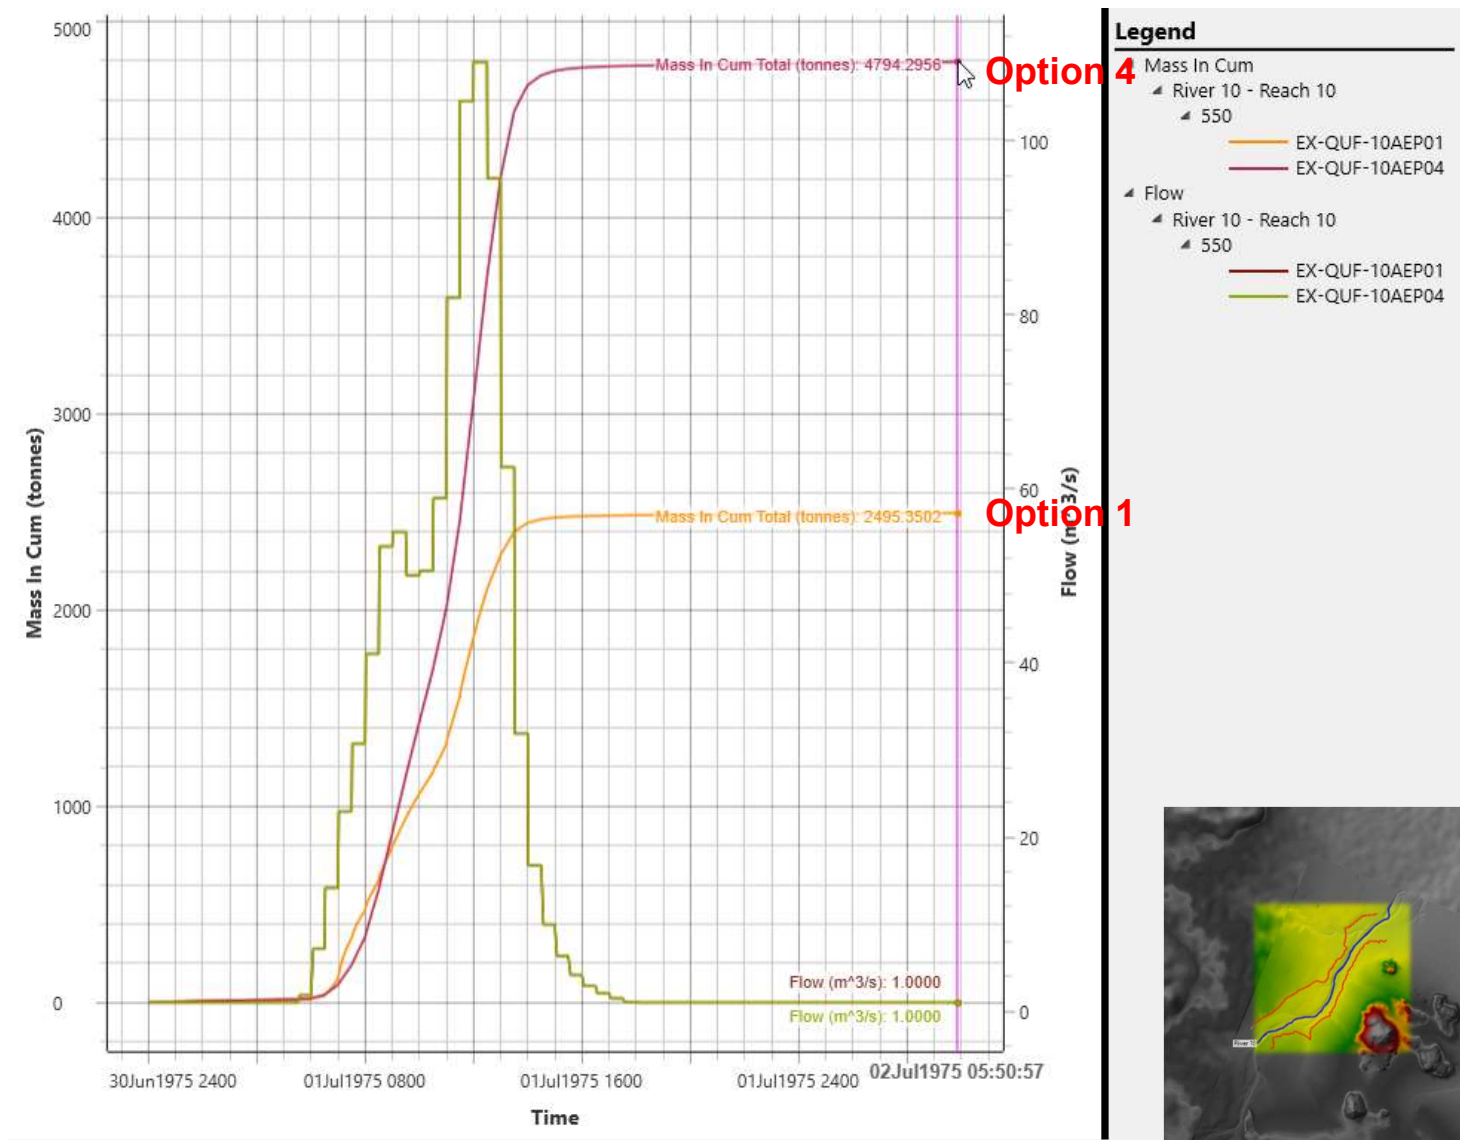 5000
4000
3000
2000
1000
0
Mass In Cum (tonnes)
Mass In Cum Total (tonnes): 4794.2956
Option 4
Mass In Cum Total (tonnes): 2495.3502
Option 1
Flow (m^3/s): 1.0000
Flow (m^3/s): 1.0000
100
80
60
40
20
0
Flow (m^3/s)
30Jun1975 2400
01Jul1975 0800
01Jul1975 1600
01Jul1975 2400
02Jul1975 05:50:57
Time
Legend
Mass In Cum
River 10 - Reach 10
550
EX-QUF-10AEP01
EX-QUF-10AEP04
Flow
River 10 - Reach 10
550
EX-QUF-10AEP01
EX-QUF-10AEP04
River 10